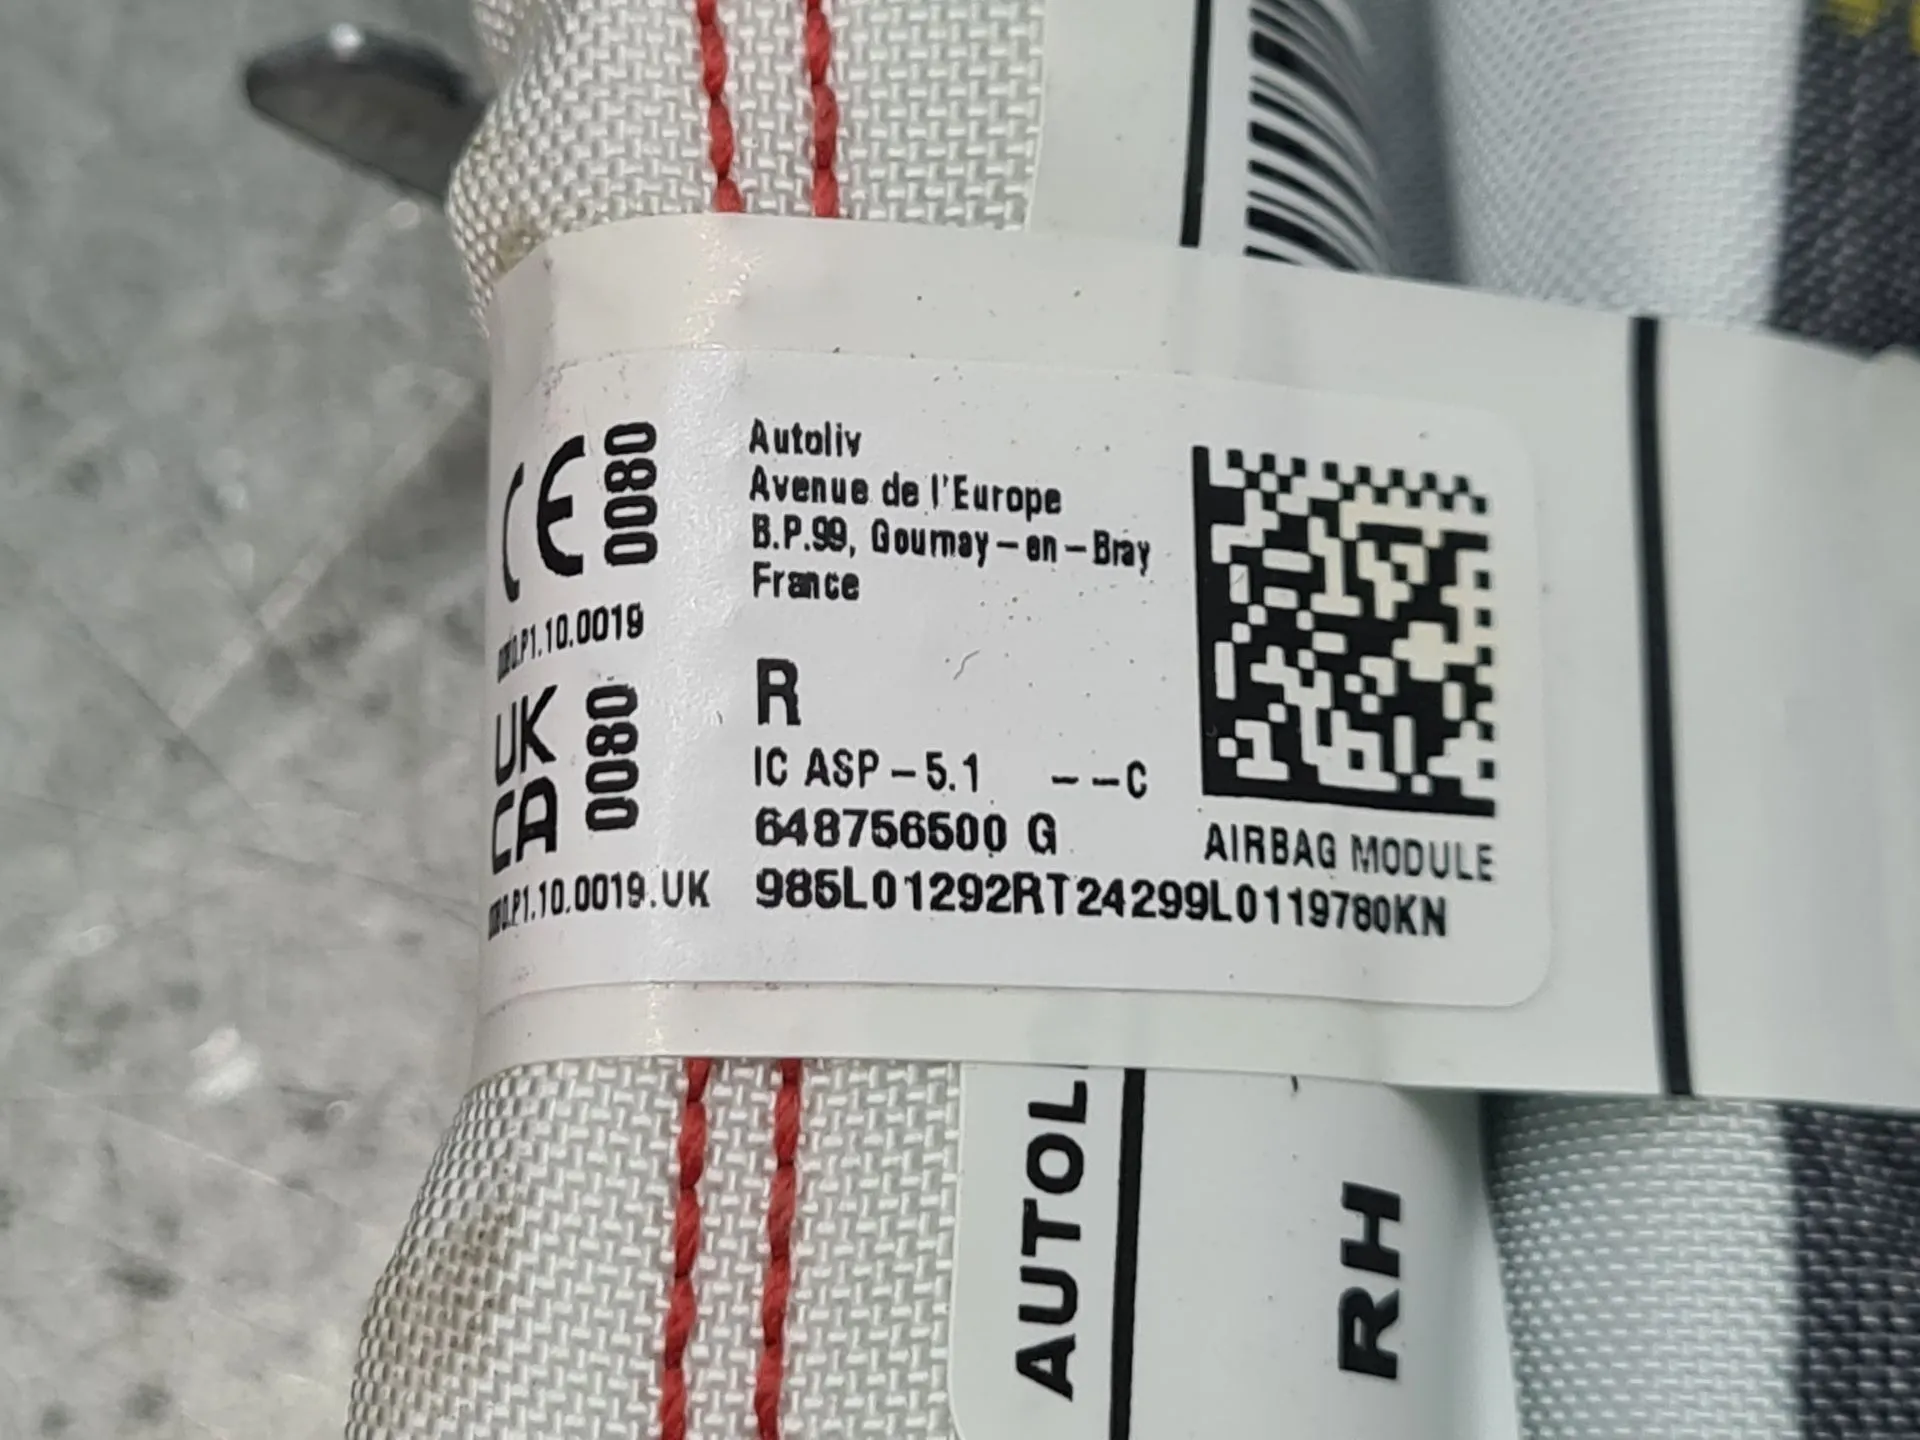 CE 0080
0080.P1.10.0019
UK
CA 0080
0080.P1.10.0019.UK
Autoliv
Avenue de l'Europe
B.P.99, Gournay-en-Bray
France
R
IC ASP-5.1 --C
648756500 G
985L01292RT24299L0119780KN
AIRBAG MODULE
AUTOL
RH